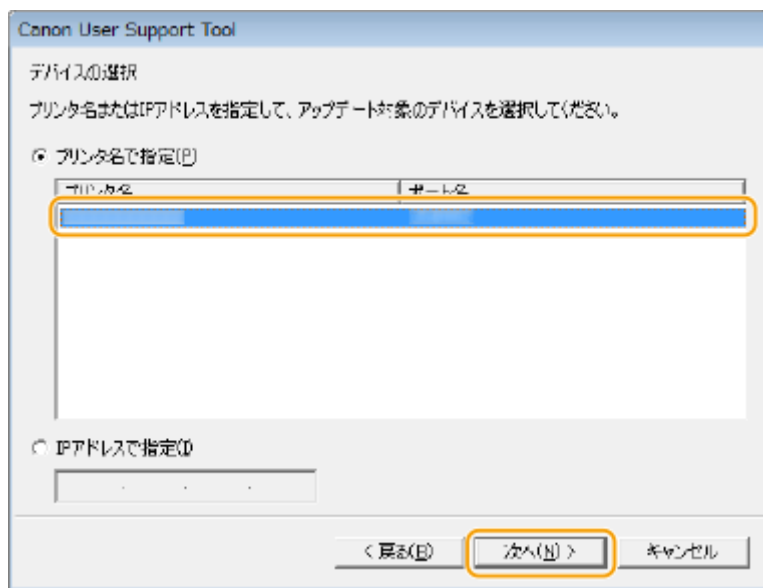 Canon User Support Tool
デバイスの選択
プリンタ名またはIPアドレスを指定して、アップデート対象のデバイスを選択してください。
プリンタ名で指定(P)
プリンタ名 ポート名
IPアドレスで指定(I)
< 戻る(B) 次へ(N) > キャンセル